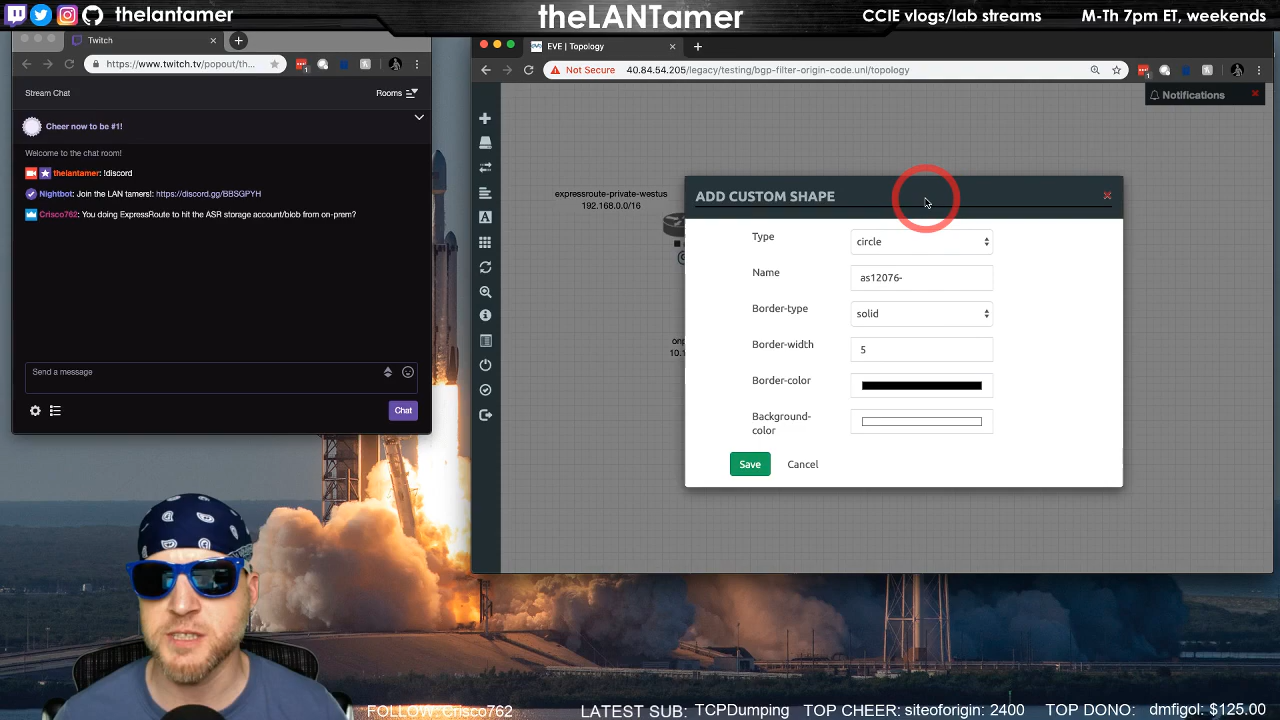 thelantamer
theLANTamer
CCIE vlogs/lab streams
M-Th 7pm ET, weekends
Twitch
https://www.twitch.tv/popout/th...
Stream Chat
Rooms
Cheer now to be #1!
Welcome to the chat room!
thelantamer: !discord
Nightbot: Join the LAN tamers!: https://discord.gg/BBSGPYH
Crisco762: You doing ExpressRoute to hit the ASR storage account/blob from on-prem?
Send a message
Chat
EVE | Topology
Not Secure
40.84.54.205/legacy/testing/bgp-filter-origin-code.unl/topology
Notifications
expressroute-private-westus
192.168.0.0/16
onp
10.1
ADD CUSTOM SHAPE
Type
circle
Name
as12076-
Border-type
solid
Border-width
5
Border-color
Background-
color
Save
Cancel
FOLLOW: Crisco762
LATEST SUB: TCPDumping
TOP CHEER: siteoforigin: 2400
TOP DONO: dmfigol: $125.00